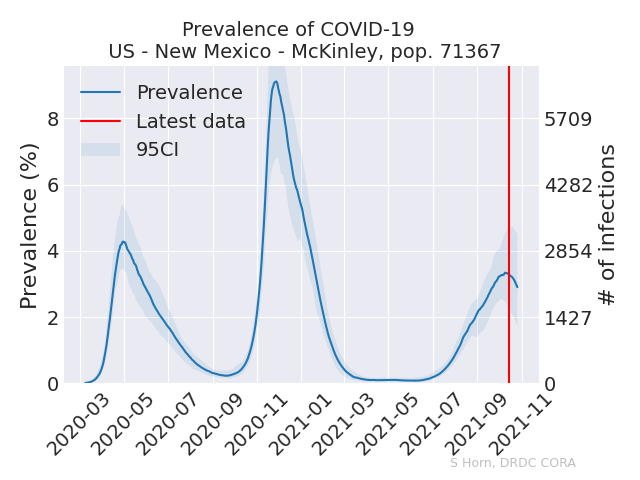 Prevalence of COVID-19
US - New Mexico - McKinley, pop. 71367
Prevalence
Latest data
95CI
Prevalence (%)
8
6
4
2
0
5709
4282
2854
1427
0
# of infections
2020-03
2020-05
2020-07
2020-09
2020-11
2021-01
2021-03
2021-05
2021-07
2021-09
2021-11
S Horn, DRDC CORA